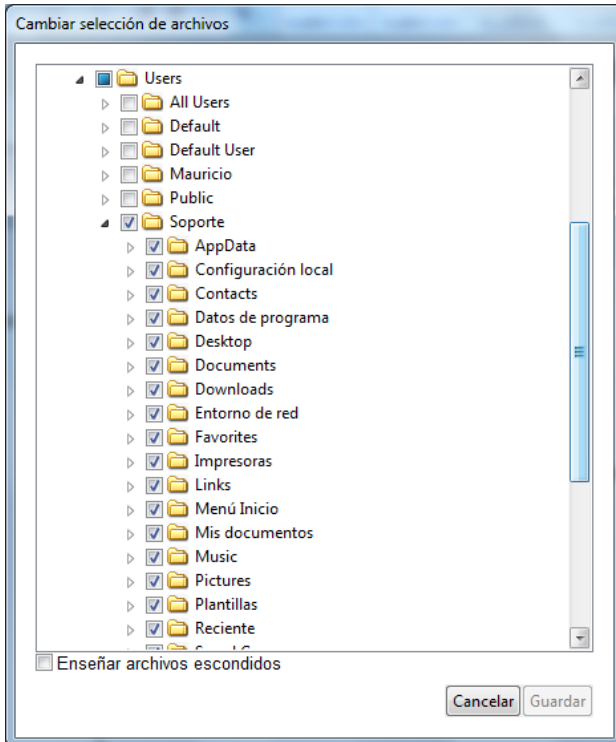 Cambiar selección de archivos
Users
All Users
Default
Default User
Mauricio
Public
Soporte
AppData
Configuración local
Contacts
Datos de programa
Desktop
Documents
Downloads
Entorno de red
Favorites
Impresoras
Links
Menú Inicio
Mis documentos
Music
Pictures
Plantillas
Reciente
Enseñar archivos escondidos
Cancelar Guardar